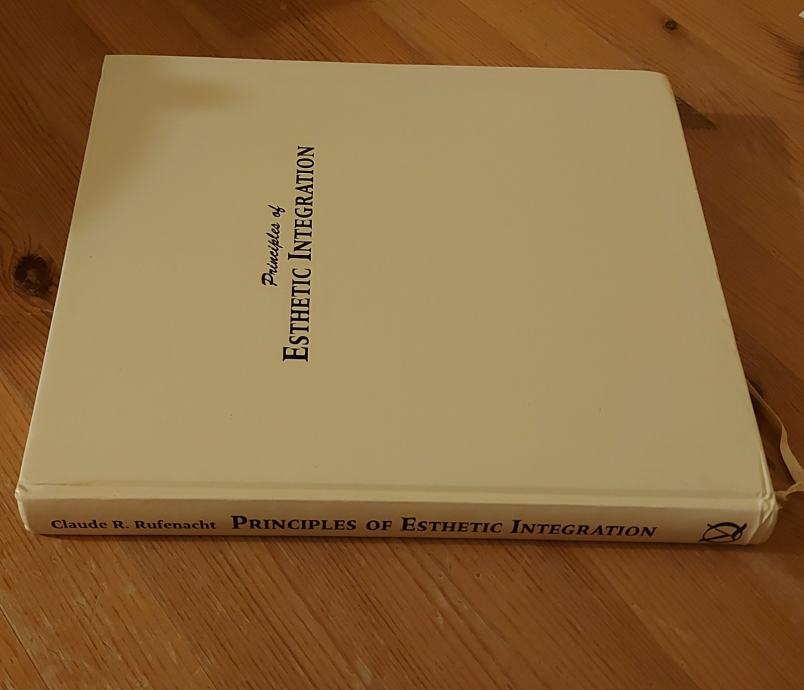 Principles of
ESTHETIC INTEGRATION
Claude R. Rufenacht PRINCIPLES OF ESTHETIC INTEGRATION